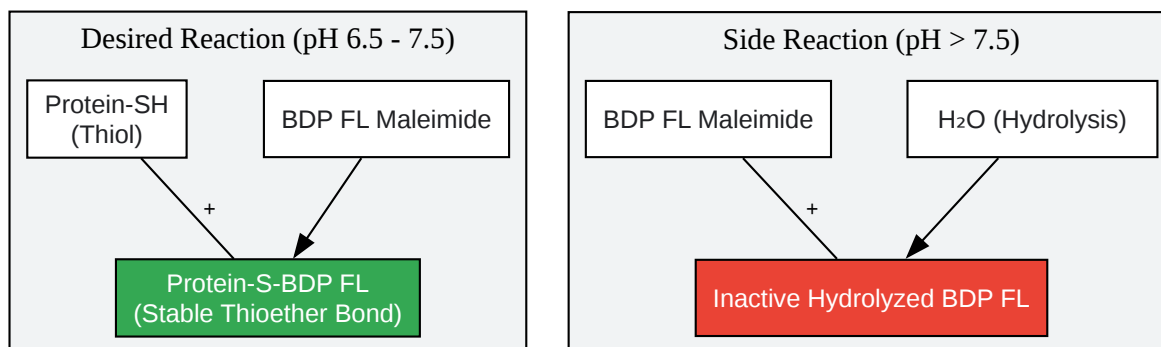 Desired Reaction (pH 6.5 - 7.5)
Protein-SH
(Thiol)
BDP FL Maleimide
+
Protein-S-BDP FL
(Stable Thioether Bond)
Side Reaction (pH > 7.5)
BDP FL Maleimide
H₂O (Hydrolysis)
+
Inactive Hydrolyzed BDP FL